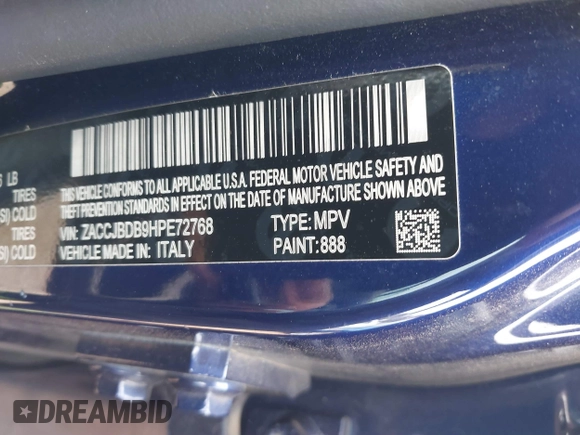 LB
TIRES
SI) COLD
TIRES
SI) COLD
THIS VEHICLE CONFORMS TO ALL APPLICABLE U.S.A. FEDERAL MOTOR VEHICLE SAFETY AND
THEFT PREVENTION STANDARDS IN EFFECT ON THE DATE OF MANUFACTURE SHOWN ABOVE
VIN: ZACCJBDB9HPE72768 TYPE: MPV
VEHICLE MADE IN: ITALY PAINT: 888
DREAMBID